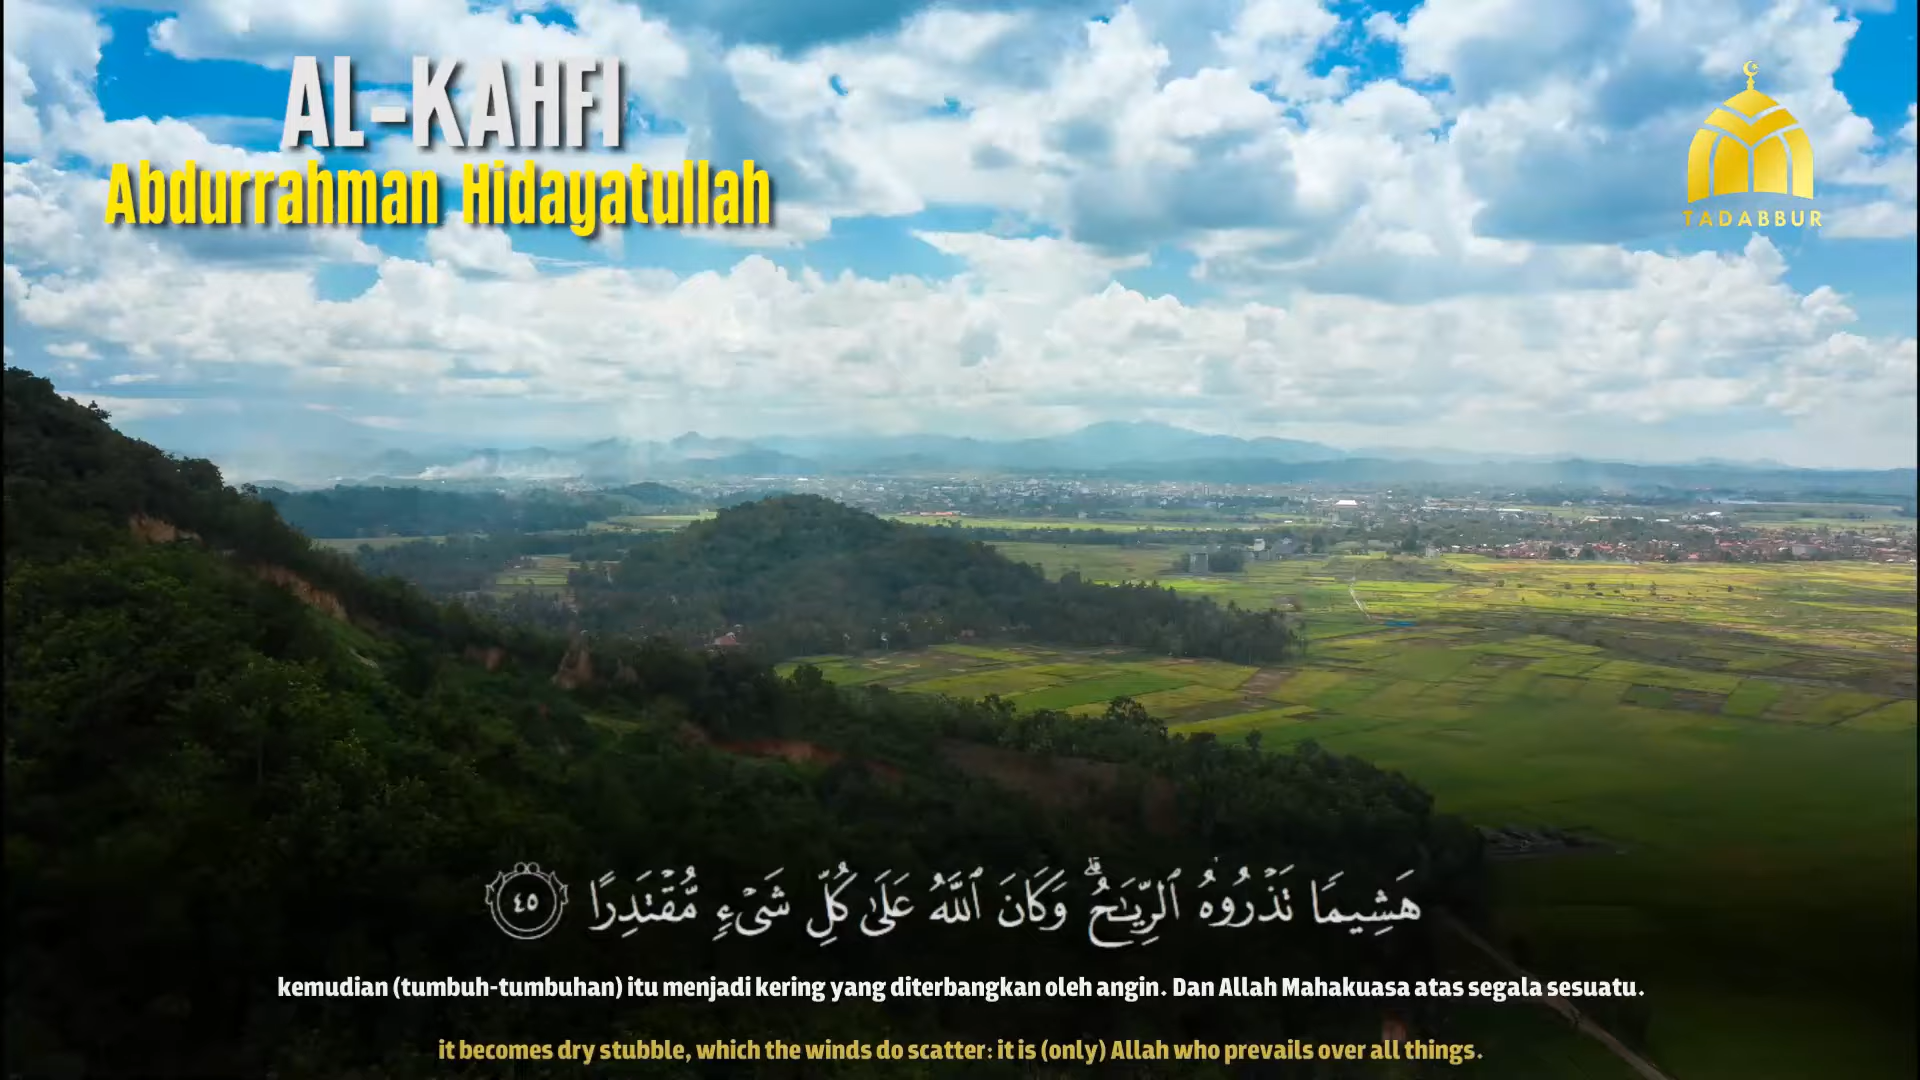 AL-KAHFI
Abdurrahman Hidayatullah
TADABBUR
هَشِيمًا تَذْرُوهُ ٱلرِّيَـٰحُ ۗ وَكَانَ ٱللَّهُ عَلَىٰ كُلِّ شَىْءٍ مُّقْتَدِرًا ٤٥
kemudian (tumbuh-tumbuhan) itu menjadi kering yang diterbangkan oleh angin. Dan Allah Mahakuasa atas segala sesuatu.
it becomes dry stubble, which the winds do scatter: it is (only) Allah who prevails over all things.